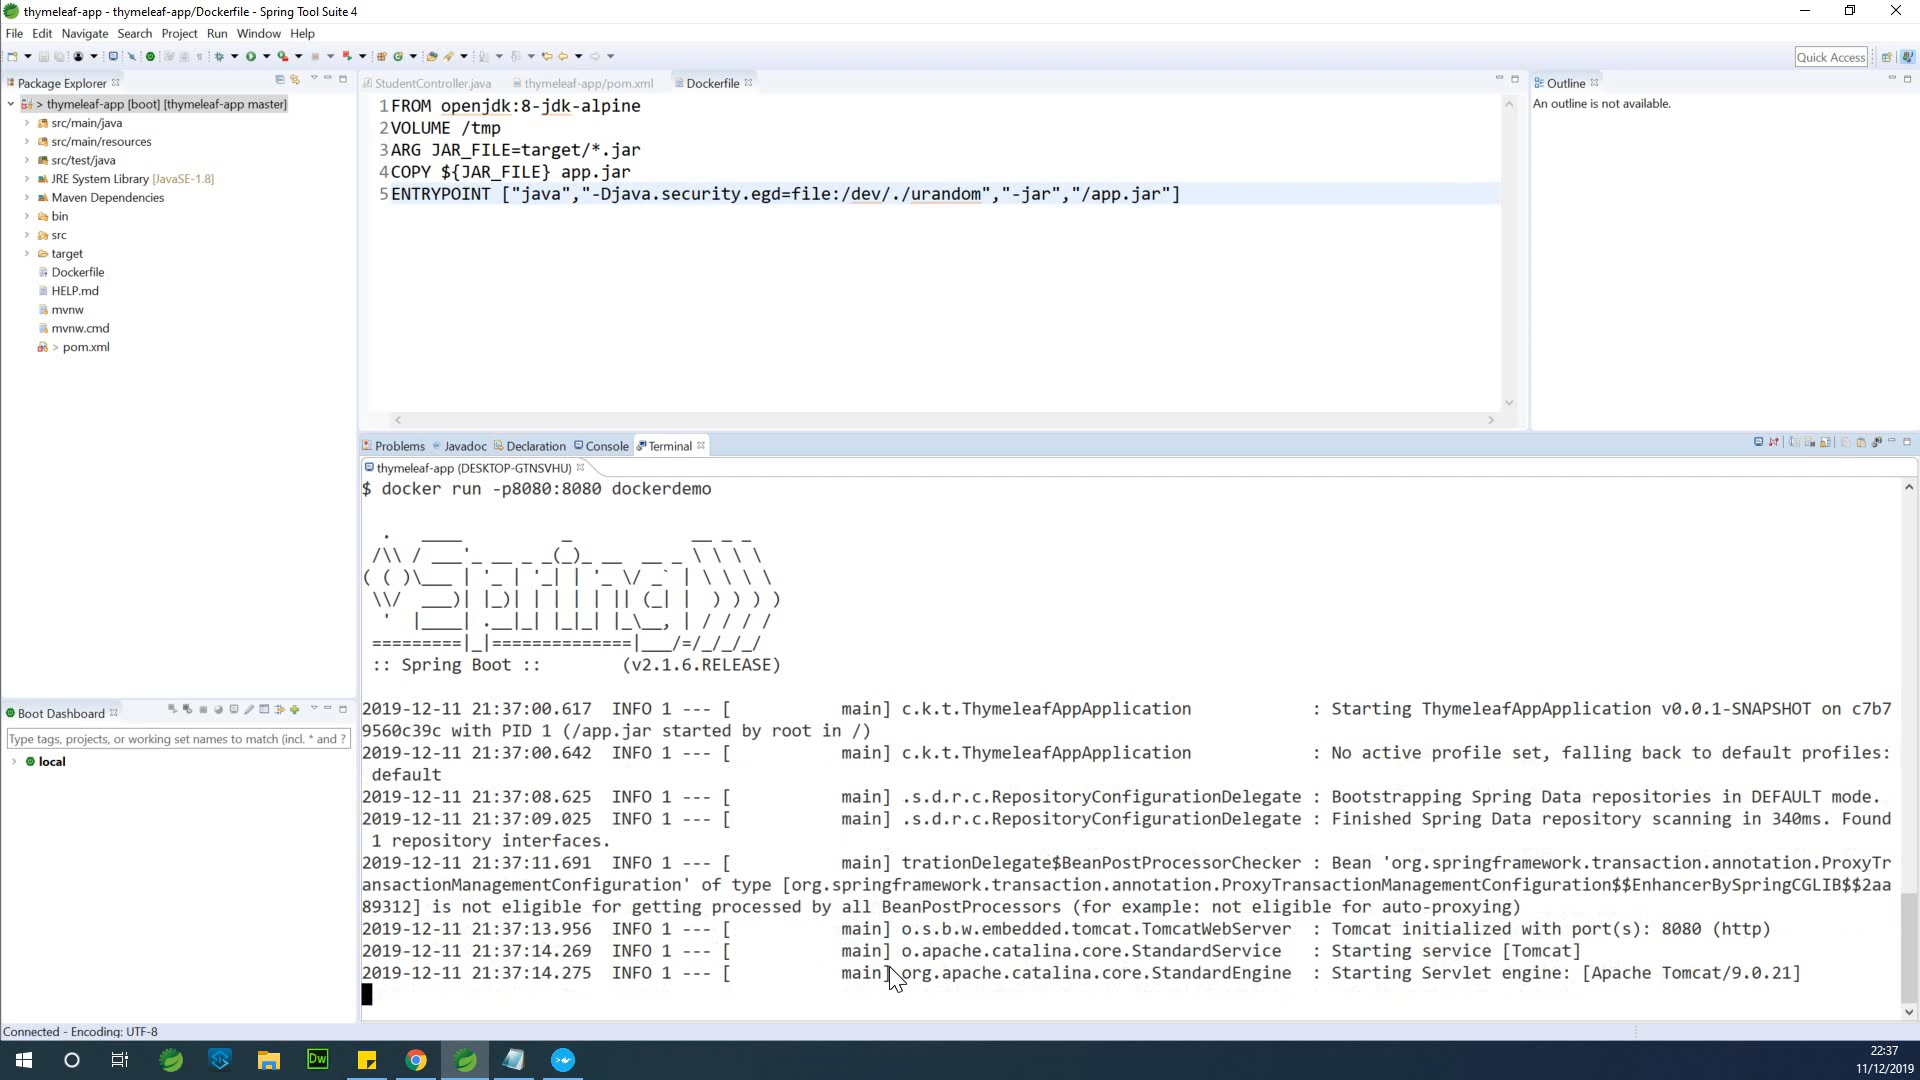 thymeleaf-app - thymeleaf-app/Dockerfile - Spring Tool Suite 4
File Edit Navigate Search Project Run Window Help
Quick Access
Package Explorer
> thymeleaf-app [boot] [thymeleaf-app master]
src/main/java
src/main/resources
src/test/java
JRE System Library [JavaSE-1.8]
Maven Dependencies
bin
src
target
Dockerfile
HELP.md
mvnw
mvnw.cmd
> pom.xml
StudentController.java thymeleaf-app/pom.xml Dockerfile
1 FROM openjdk:8-jdk-alpine
2 VOLUME /tmp
3 ARG JAR_FILE=target/*.jar
4 COPY ${JAR_FILE} app.jar
5 ENTRYPOINT ["java","-Djava.security.egd=file:/dev/./urandom","-jar","/app.jar"]
Outline
An outline is not available.
Boot Dashboard
Type tags, projects, or working set names to match (incl. * and ?
local
Problems Javadoc Declaration Console Terminal
thymeleaf-app (DESKTOP-GTNSVHU)
$ docker run -p8080:8080 dockerdemo
Spring
:: Spring Boot :: (v2.1.6.RELEASE)
2019-12-11 21:37:00.617 INFO 1 --- [ main] c.k.t.ThymeleafAppApplication : Starting ThymeleafAppApplication v0.0.1-SNAPSHOT on c7b7
9560c39c with PID 1 (/app.jar started by root in /)
2019-12-11 21:37:00.642 INFO 1 --- [ main] c.k.t.ThymeleafAppApplication : No active profile set, falling back to default profiles:
default
2019-12-11 21:37:08.625 INFO 1 --- [ main] .s.d.r.c.RepositoryConfigurationDelegate : Bootstrapping Spring Data repositories in DEFAULT mode.
2019-12-11 21:37:09.025 INFO 1 --- [ main] .s.d.r.c.RepositoryConfigurationDelegate : Finished Spring Data repository scanning in 340ms. Found
1 repository interfaces.
2019-12-11 21:37:11.691 INFO 1 --- [ main] trationDelegate$BeanPostProcessorChecker : Bean 'org.springframework.transaction.annotation.ProxyTr
ansactionManagementConfiguration' of type [org.springframework.transaction.annotation.ProxyTransactionManagementConfiguration$$EnhancerBySpringCGLIB$$2aa
89312] is not eligible for getting processed by all BeanPostProcessors (for example: not eligible for auto-proxying)
2019-12-11 21:37:13.956 INFO 1 --- [ main] o.s.b.w.embedded.tomcat.TomcatWebServer : Tomcat initialized with port(s): 8080 (http)
2019-12-11 21:37:14.269 INFO 1 --- [ main] o.apache.catalina.core.StandardService : Starting service [Tomcat]
2019-12-11 21:37:14.275 INFO 1 --- [ main] org.apache.catalina.core.StandardEngine : Starting Servlet engine: [Apache Tomcat/9.0.21]
Connected - Encoding: UTF-8
Dw
22:37
11/12/2019